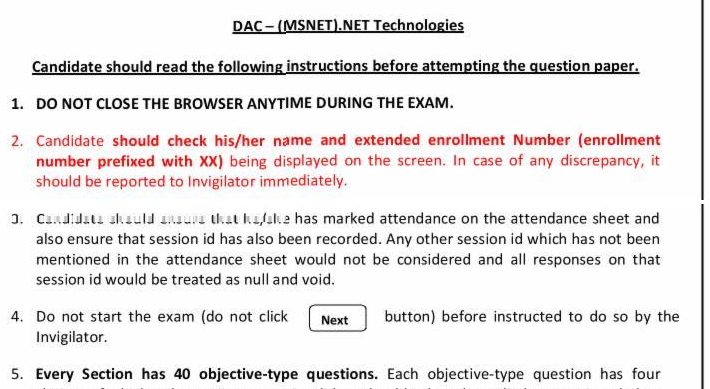 DAC – (MSNET).NET Technologies
Candidate should read the following instructions before attempting the question paper.
1. DO NOT CLOSE THE BROWSER ANYTIME DURING THE EXAM.
2. Candidate should check his/her name and extended enrollment Number (enrollment
number prefixed with XX) being displayed on the screen. In case of any discrepancy, it
should be reported to Invigilator immediately.
has marked attendance on the attendance sheet and
also ensure that session id has also been recorded. Any other session id which has not been
mentioned in the attendance sheet would not be considered and all responses on that
session id would be treated as null and void.
4. Do not start the exam (do not click Next button) before instructed to do so by the
Invigilator.
5. Every Section has 40 objective-type questions. Each objective-type question has four